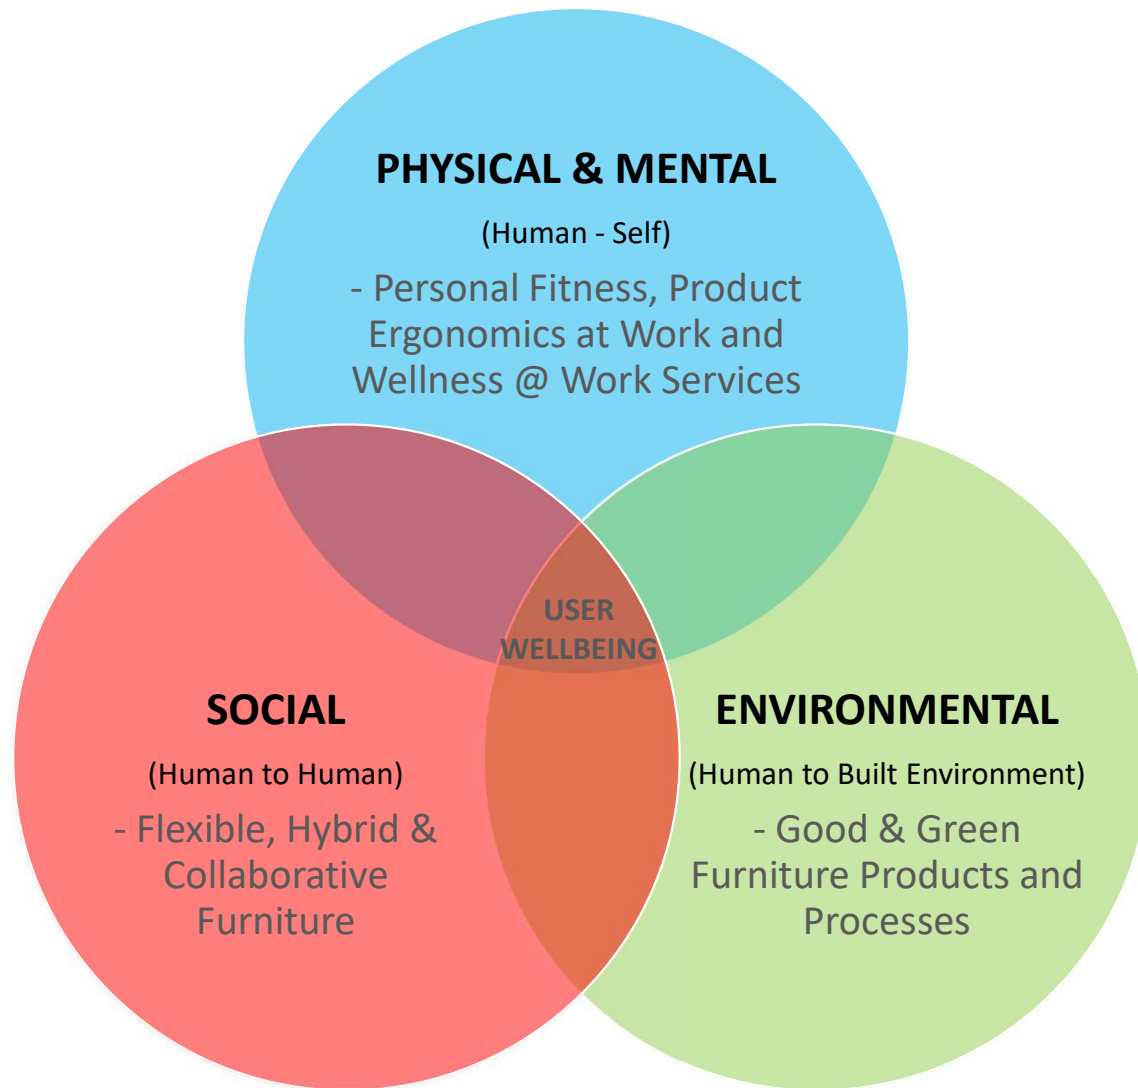 PHYSICAL & MENTAL
(Human - Self)
- Personal Fitness, Product
Ergonomics at Work and
Wellness @ Work Services
USER
WELLBEING
SOCIAL
(Human to Human)
- Flexible, Hybrid &
Collaborative
Furniture
ENVIRONMENTAL
(Human to Built Environment)
- Good & Green
Furniture Products and
Processes